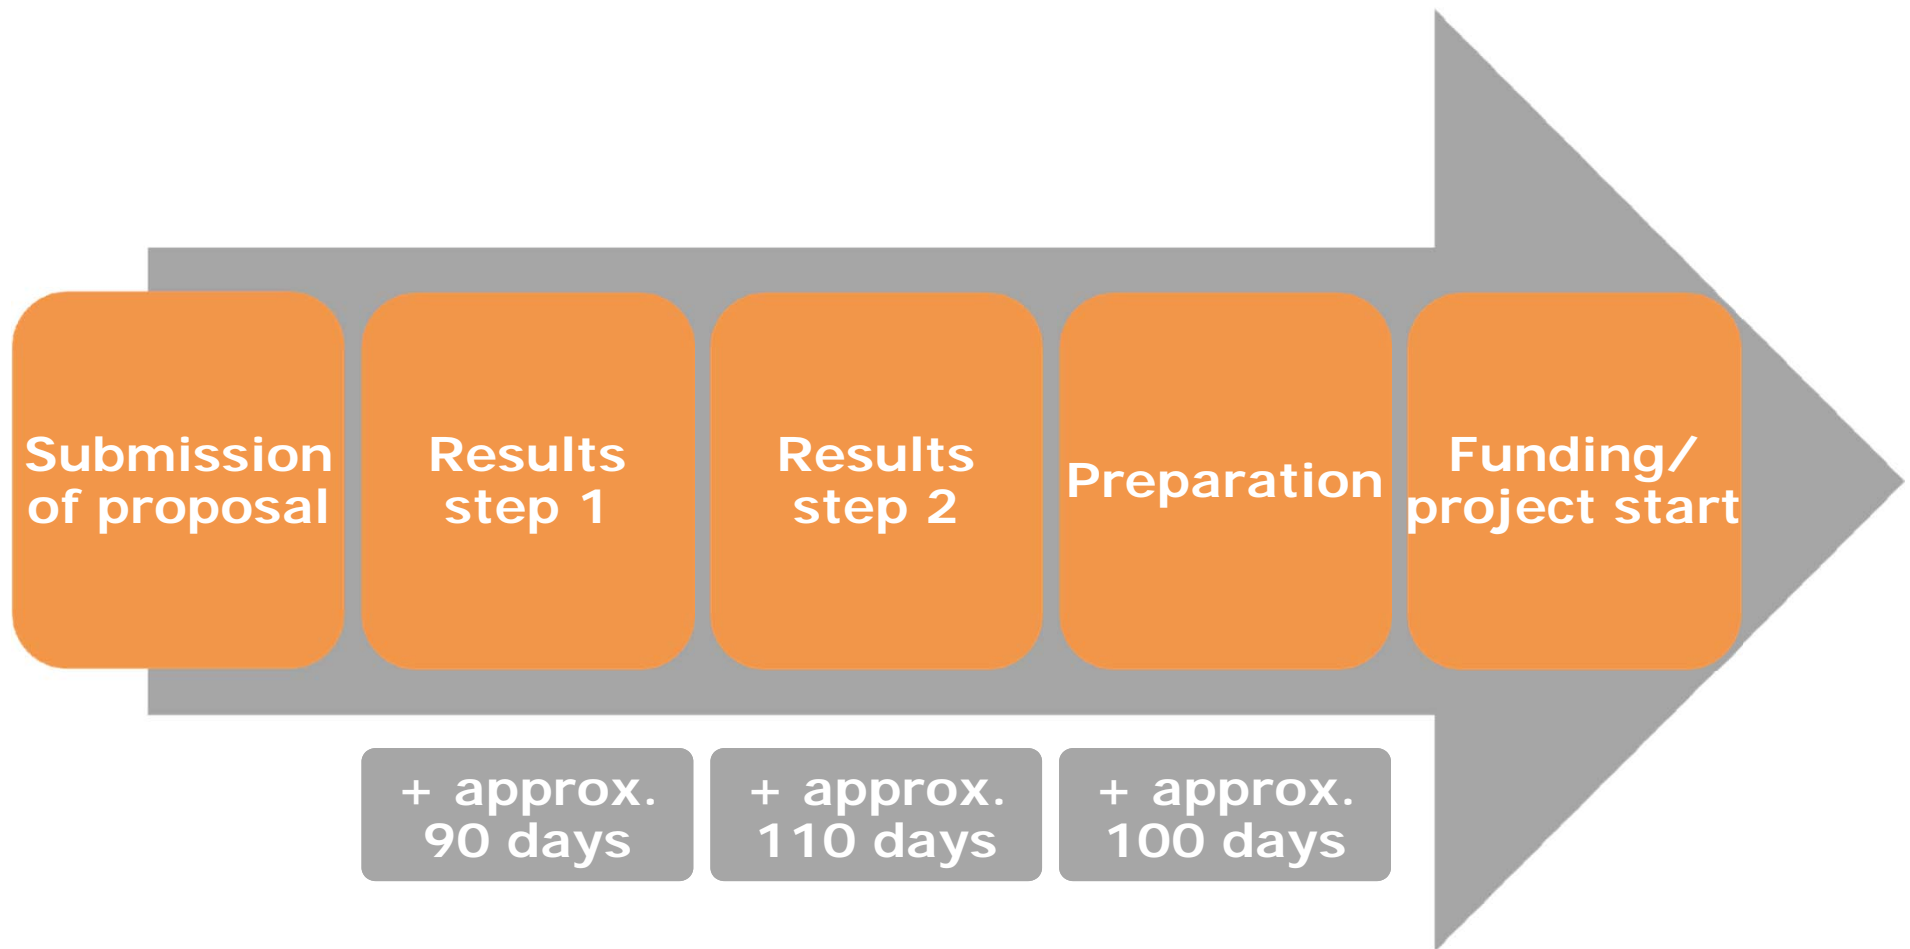 Submission
of proposal
Results
step 1
Results
step 2
Preparation
Funding/
project start
+ approx.
90 days
+ approx.
110 days
+ approx.
100 days